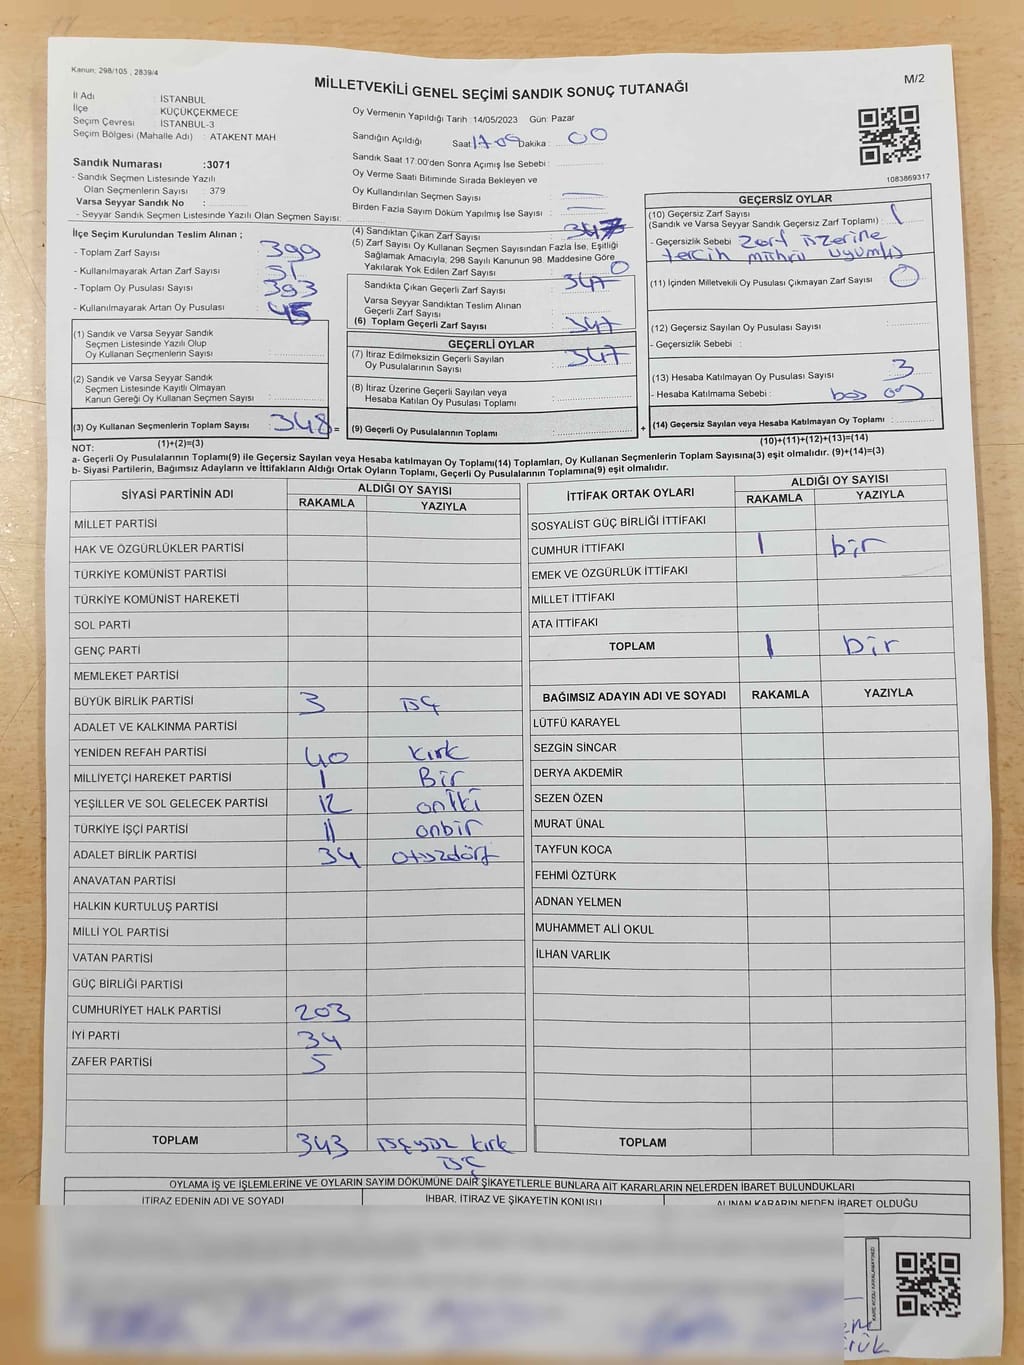 Kanun; 298/105 , 2839/4
MİLLETVEKİLİ GENEL SEÇİMİ SANDIK SONUÇ TUTANAĞI
M/2
İl Adı : İSTANBUL
İlçe : KÜÇÜKÇEKMECE
Seçim Çevresi : İSTANBUL-3
Seçim Bölgesi (Mahalle Adı) : ATAKENT MAH
Sandık Numarası :3071
- Sandık Seçmen Listesinde Yazılı
Olan Seçmenlerin Sayısı : 379
Varsa Seyyar Sandık No :
- Seyyar Sandık Seçmen Listesinde Yazılı Olan Seçmen Sayısı:
İlçe Seçim Kurulundan Teslim Alınan ;
- Toplam Zarf Sayısı 399
- Kullanılmayarak Artan Zarf Sayısı 51
- Toplam Oy Pusulası Sayısı 393
- Kullanılmayarak Artan Oy Pusulası : 45
(1) Sandık ve Varsa Seyyar Sandık
Seçmen Listesinde Yazılı Olup
Oy Kullanan Seçmenlerin Sayısı :
(2) Sandık ve Varsa Seyyar Sandık
Seçmen Listesinde Kayıtlı Olmayan
Kanun Gereği Oy Kullanan Seçmen Sayısı :
(3) Oy Kullanan Seçmenlerin Toplam Sayısı : 348 =
(1)+(2)=(3)
Oy Vermenin Yapıldığı Tarih :14/05/2023 Gün: Pazar
Sandığın Açıldığı Saat: 17 Dakika : 00
Sandık Saat 17:00'den Sonra Açılmış İse Sebebi :
Oy Verme Saati Bitiminde Sırada Bekleyen ve
Oy Kullandırılan Seçmen Sayısı :
Birden Fazla Sayım Döküm Yapılmış İse Sayısı :
(4) Sandıktan Çıkan Zarf Sayısı : 347
(5) Zarf Sayısı Oy Kullanan Seçmen Sayısından Fazla İse, Eşitliği
Sağlamak Amacıyla, 298 Sayılı Kanunun 98. Maddesine Göre
Yakılarak Yok Edilen Zarf Sayısı : 0
Sandıkta Çıkan Geçerli Zarf Sayısı : 347
Varsa Seyyar Sandıktan Teslim Alınan
Geçerli Zarf Sayısı :
(6) Toplam Geçerli Zarf Sayısı : 347
GEÇERLİ OYLAR
(7) İtiraz Edilmeksizin Geçerli Sayılan
Oy Pusulalarının Sayısı : 347
(8) İtiraz Üzerine Geçerli Sayılan veya
Hesaba Katılan Oy Pusulası Toplamı :
(9) Geçerli Oy Pusulalarının Toplamı : +
1083869317
GEÇERSİZ OYLAR
(10) Geçersiz Zarf Sayısı
(Sandık ve Varsa Seyyar Sandık Geçersiz Zarf Toplamı) : 1
- Geçersizlik Sebebi : Zarf üzerine
tercih mührü
(11) İçinden Milletvekili Oy Pusulası Çıkmayan Zarf Sayısı : 0
(12) Geçersiz Sayılan Oy Pusulası Sayısı :
- Geçersizlik Sebebi :
(13) Hesaba Katılmayan Oy Pusulası Sayısı 3
- Hesaba Katılmama Sebebi : boş oy
(14) Geçersiz Sayılan veya Hesaba Katılmayan Oy Toplamı :
(10)+(11)+(12)+(13)=(14)
NOT:
a- Geçerli Oy Pusulalarının Toplamı(9) ile Geçersiz Sayılan veya Hesaba katılmayan Oy Toplamı(14) Toplamları, Oy Kullanan Seçmenlerin Toplam Sayısına(3) eşit olmalıdır. (9)+(14)=(3)
b- Siyasi Partilerin, Bağımsız Adayların ve İttifakların Aldığı Ortak Oyların Toplamı, Geçerli Oy Pusulalarının Toplamına(9) eşit olmalıdır.
SİYASİ PARTİNİN ADI ALDIĞI OY SAYISI
RAKAMLA YAZIYLA
MİLLET PARTİSİ
HAK VE ÖZGÜRLÜKLER PARTİSİ
TÜRKİYE KOMÜNİST PARTİSİ
TÜRKİYE KOMÜNİST HAREKETİ
SOL PARTİ
GENÇ PARTİ
MEMLEKET PARTİSİ
BÜYÜK BİRLİK PARTİSİ 3 üç
ADALET VE KALKINMA PARTİSİ
YENİDEN REFAH PARTİSİ 40 kırk
MİLLİYETÇİ HAREKET PARTİSİ 1 Bir
YEŞİLLER VE SOL GELECEK PARTİSİ 12 oniki
TÜRKİYE İŞÇİ PARTİSİ 11 onbir
ADALET BİRLİK PARTİSİ 34 otuzdört
ANAVATAN PARTİSİ
HALKIN KURTULUŞ PARTİSİ
MİLLİ YOL PARTİSİ
VATAN PARTİSİ
GÜÇ BİRLİĞİ PARTİSİ
CUMHURİYET HALK PARTİSİ 203
İYİ PARTİ 34
ZAFER PARTİSİ 5
TOPLAM 343 üçyüz kırk
üç
İTTİFAK ORTAK OYLARI ALDIĞI OY SAYISI
RAKAMLA YAZIYLA
SOSYALİST GÜÇ BİRLİĞİ İTTİFAKI
CUMHUR İTTİFAKI 1 bir
EMEK VE ÖZGÜRLÜK İTTİFAKI
MİLLET İTTİFAKI
ATA İTTİFAKI
TOPLAM 1 bir
BAĞIMSIZ ADAYIN ADI VE SOYADI RAKAMLA YAZIYLA
LÜTFÜ KARAYEL
SEZGİN SİNCAR
DERYA AKDEMİR
SEZEN ÖZEN
MURAT ÜNAL
TAYFUN KOCA
FEHMİ ÖZTÜRK
ADNAN YELMEN
MUHAMMET ALİ OKUL
İLHAN VARLIK
TOPLAM
OYLAMA İŞ VE İŞLEMLERİNE VE OYLARIN SAYIM DÖKÜMÜNE DAİR ŞİKAYETLERLE BUNLARA AİT KARARLARIN NELERDEN İBARET BULUNDUKLARI
İTİRAZ EDENİN ADI VE SOYADI İHBAR, İTİRAZ VE ŞİKAYETİN KONUSU ALINAN KARARIN NEDEN İBARET OLDUĞU